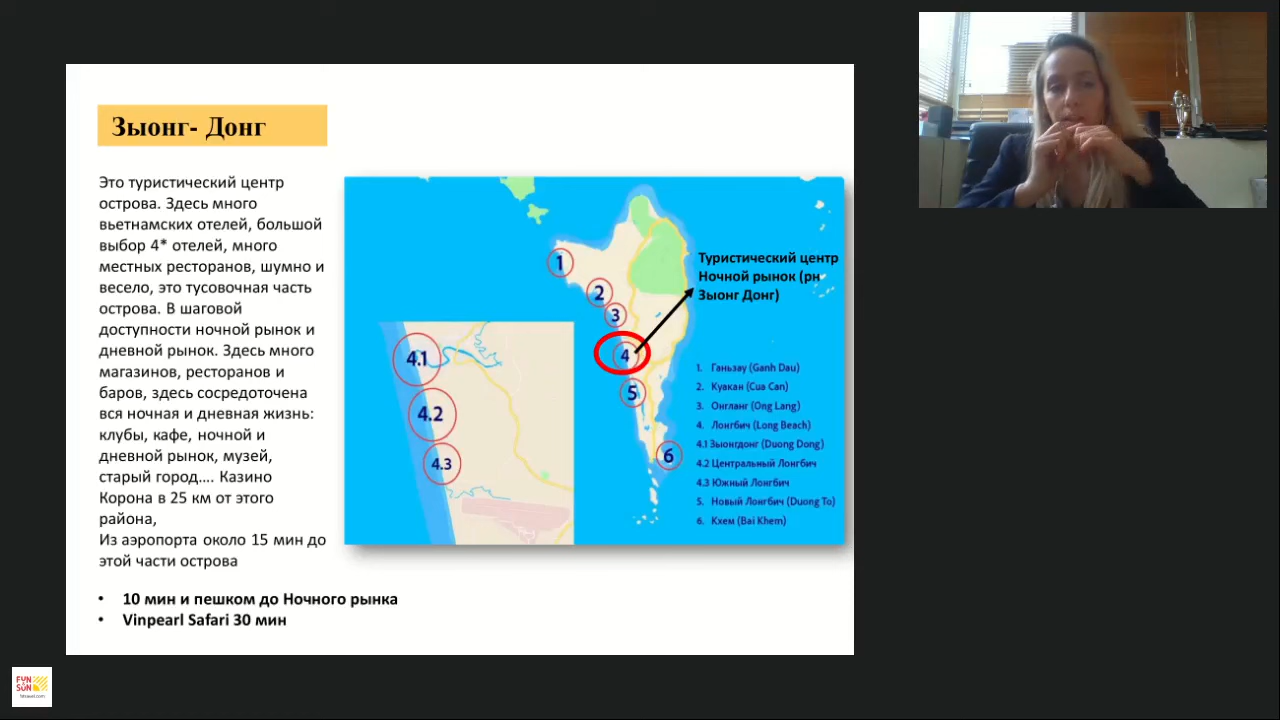 Зыонг- Донг
Это туристический центр
острова. Здесь много
вьетнамских отелей, большой
выбор 4* отелей, много
местных ресторанов, шумно и
весело, это тусовочная часть
острова. В шаговой
доступности ночной рынок и
дневной рынок. Здесь много
магазинов, ресторанов и
баров, здесь сосредоточена
вся ночная и дневная жизнь:
клубы, кафе, ночной и
дневной рынок, музей,
старый город…. Казино
Корона в 25 км от этого
района,
Из аэропорта около 15 мин до
этой части острова
• 10 мин и пешком до Ночного рынка
• Vinpearl Safari 30 мин
1
2
3
4
5
6
4.1
4.2
4.3
Туристический центр
Ночной рынок (рн
Зыонг Донг)
1. Ганьзау (Ganh Dau)
2. Куакан (Cua Can)
3. Онгланг (Ong Lang)
4. Лонгбич (Long Beach)
4.1 Зыонгдонг (Duong Dong)
4.2 Центральный Лонгбич
4.3 Южный Лонгбич
5. Новый Лонгбич (Duong To)
6. Кхем (Bai Khem)
FUN
&SUN
fstravel.com